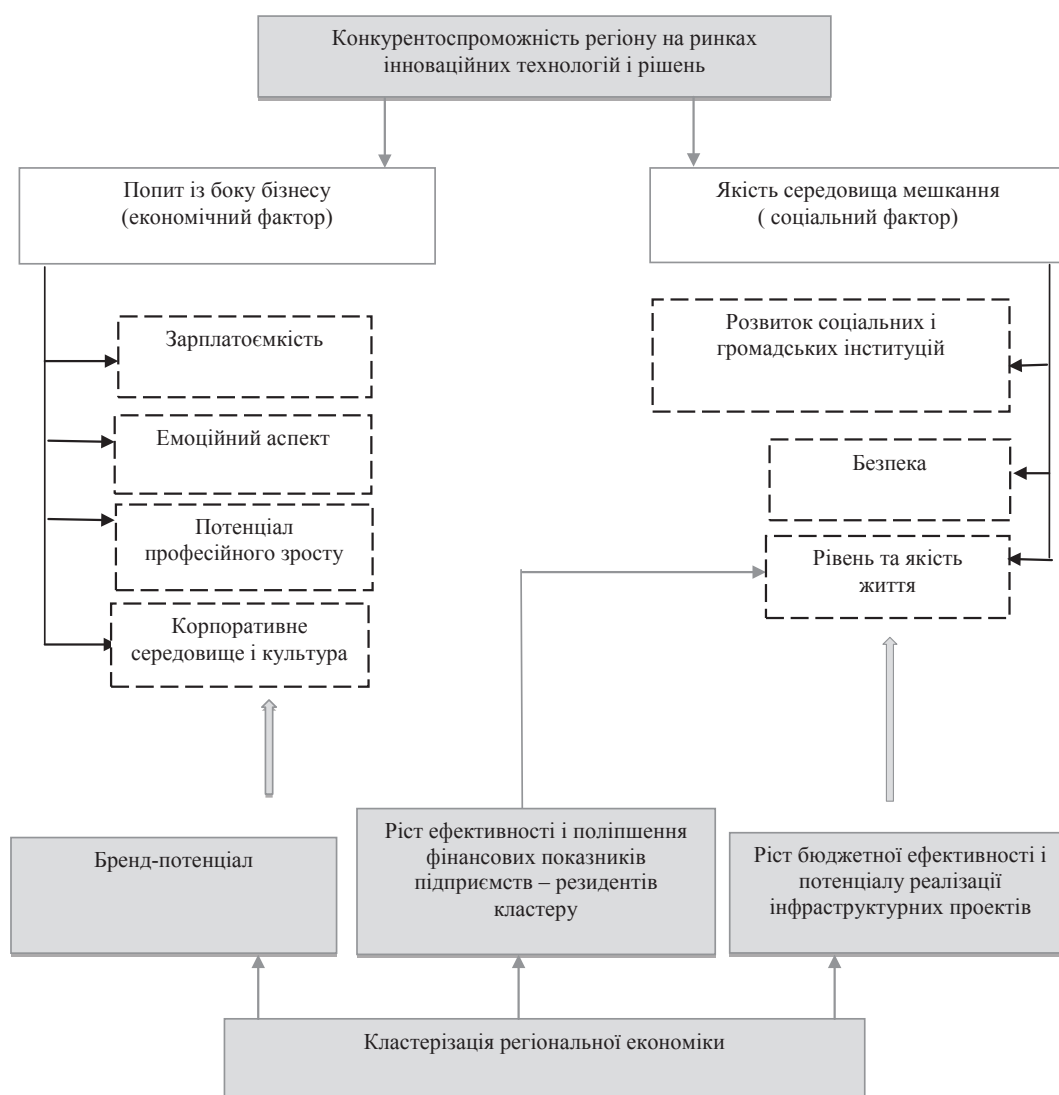 Конкурентоспроможність регіону на ринках
інноваційних технологій і рішень
Попит із боку бізнесу
(економічний фактор)
Якість середовища мешкання
( соціальний фактор)
Зарплатоємкість
Емоційний аспект
Потенціал
професійного зросту
Корпоративне
середовище і культура
Розвиток соціальних і
громадських інституцій
Безпека
Рівень та якість
життя
Бренд-потенціал
Ріст ефективності і поліпшення
фінансових показників
підприємств – резидентів
кластеру
Ріст бюджетної ефективності і
потенціалу реалізації
інфраструктурних проектів
Кластерізація регіональної економіки